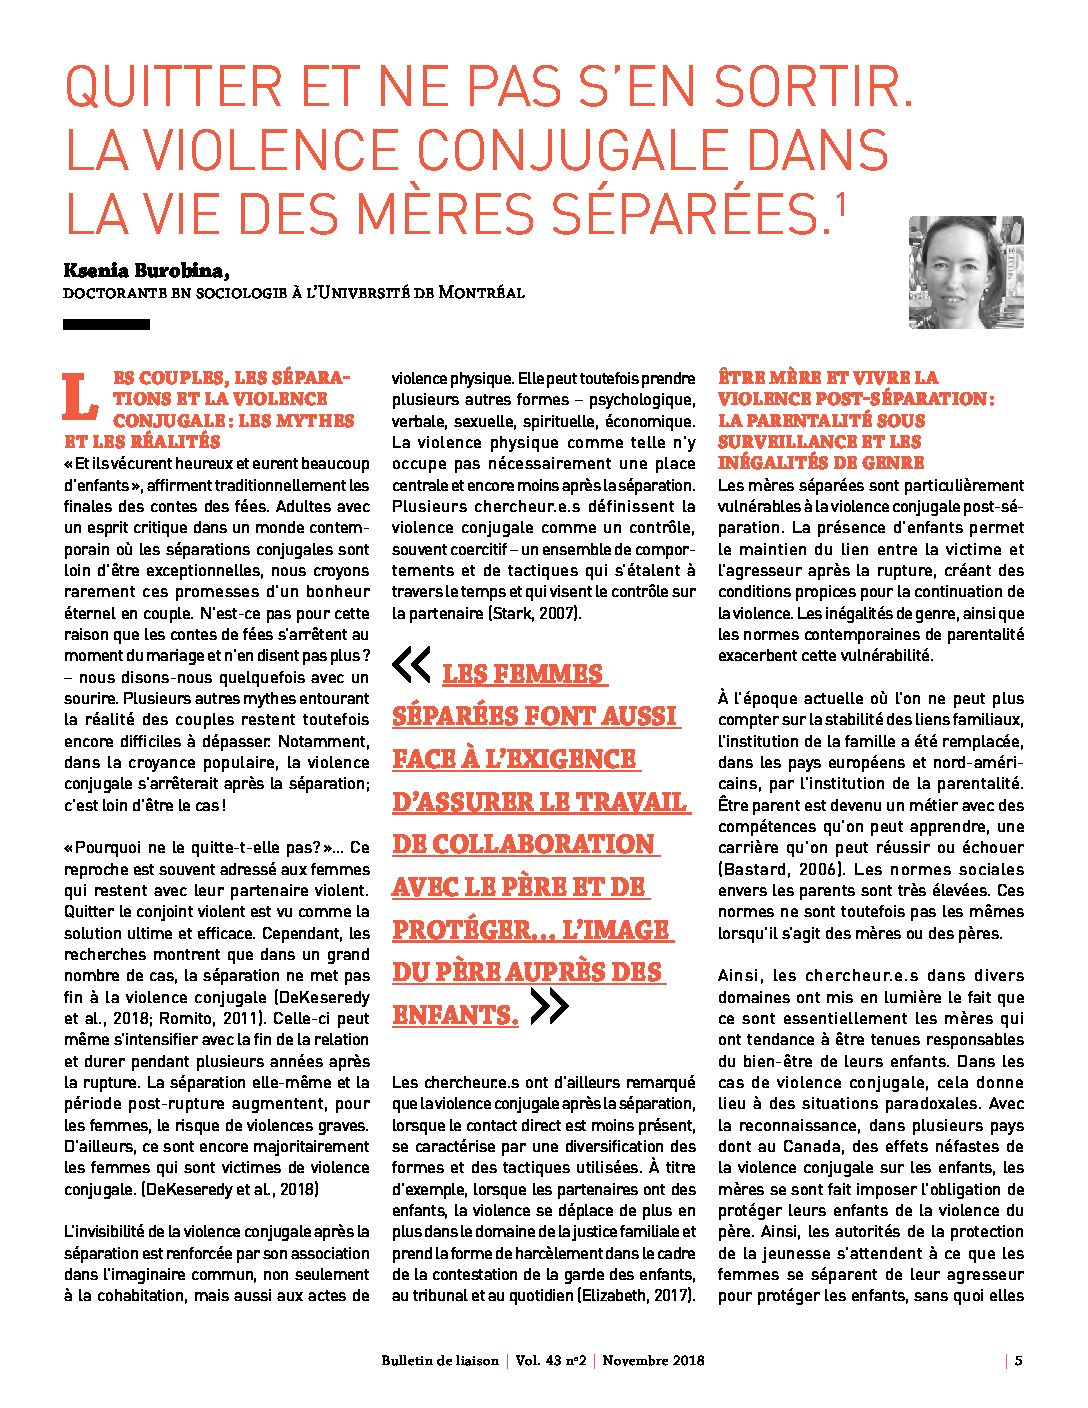 QUITTER ET NE PAS S'EN SORTIR.
LA VIOLENCE CONJUGALE DANS
LA VIE DES MÈRES SÉPARÉES.1
Ksenia Burobina,
DOCTORANTE EN SOCIOLOGIE À L'UNIVERSITÉ DE MONTRÉAL
LES COUPLES, LES SÉPARA-
TIONS ET LA VIOLENCE
CONJUGALE : LES MYTHES
ET LES RÉALITÉS
« Et ils vécurent heureux et eurent beaucoup
d'enfants », affirment traditionnellement les
finales des contes des fées. Adultes avec
un esprit critique dans un monde contem-
porain où les séparations conjugales sont
loin d'être exceptionnelles, nous croyons
rarement ces promesses d'un bonheur
éternel en couple. N'est-ce pas pour cette
raison que les contes de fées s'arrêtent au
moment du mariage et n'en disent pas plus ?
– nous disons-nous quelquefois avec un
sourire. Plusieurs autres mythes entourant
la réalité des couples restent toutefois
encore difficiles à dépasser. Notamment,
dans la croyance populaire, la violence
conjugale s'arrêterait après la séparation;
c'est loin d'être le cas !
« Pourquoi ne le quitte-t-elle pas? »... Ce
reproche est souvent adressé aux femmes
qui restent avec leur partenaire violent.
Quitter le conjoint violent est vu comme la
solution ultime et efficace. Cependant, les
recherches montrent que dans un grand
nombre de cas, la séparation ne met pas
fin à la violence conjugale (DeKeseredy
et al., 2018; Romito, 2011). Celle-ci peut
même s'intensifier avec la fin de la relation
et durer pendant plusieurs années après
la rupture. La séparation elle-même et la
période post-rupture augmentent, pour
les femmes, le risque de violences graves.
D'ailleurs, ce sont encore majoritairement
les femmes qui sont victimes de violence
conjugale. (DeKeseredy et al., 2018)
L'invisibilité de la violence conjugale après la
séparation est renforcée par son association
dans l'imaginaire commun, non seulement
à la cohabitation, mais aussi aux actes de
violence physique. Elle peut toutefois prendre
plusieurs autres formes – psychologique,
verbale, sexuelle, spirituelle, économique.
La violence physique comme telle n'y
occupe pas nécessairement une place
centrale et encore moins après la séparation.
Plusieurs chercheur.e.s définissent la
violence conjugale comme un contrôle,
souvent coercitif – un ensemble de compor-
tements et de tactiques qui s'étalent à
travers le temps et qui visent le contrôle sur
la partenaire (Stark, 2007).
« LES FEMMES
SÉPARÉES FONT AUSSI
FACE À L'EXIGENCE
D'ASSURER LE TRAVAIL
DE COLLABORATION
AVEC LE PÈRE ET DE
PROTÉGER... L'IMAGE
DU PÈRE AUPRÈS DES
ENFANTS. »
Les chercheure.s ont d'ailleurs remarqué
que la violence conjugale après la séparation,
lorsque le contact direct est moins présent,
se caractérise par une diversification des
formes et des tactiques utilisées. À titre
d'exemple, lorsque les partenaires ont des
enfants, la violence se déplace de plus en
plus dans le domaine de la justice familiale et
prend la forme de harcèlement dans le cadre
de la contestation de la garde des enfants,
au tribunal et au quotidien (Elizabeth, 2017).
ÊTRE MÈRE ET VIVRE LA
VIOLENCE POST-SÉPARATION :
LA PARENTALITÉ SOUS
SURVEILLANCE ET LES
INÉGALITÉS DE GENRE
Les mères séparées sont particulièrement
vulnérables à la violence conjugale post-sé-
paration. La présence d'enfants permet
le maintien du lien entre la victime et
l'agresseur après la rupture, créant des
conditions propices pour la continuation de
la violence. Les inégalités de genre, ainsi que
les normes contemporaines de parentalité
exacerbent cette vulnérabilité.
À l'époque actuelle où l'on ne peut plus
compter sur la stabilité des liens familiaux,
l'institution de la famille a été remplacée,
dans les pays européens et nord-améri-
cains, par l'institution de la parentalité.
Être parent est devenu un métier avec des
compétences qu'on peut apprendre, une
carrière qu'on peut réussir ou échouer
(Bastard, 2006). Les normes sociales
envers les parents sont très élevées. Ces
normes ne sont toutefois pas les mêmes
lorsqu'il s'agit des mères ou des pères.
Ainsi, les chercheur.e.s dans divers
domaines ont mis en lumière le fait que
ce sont essentiellement les mères qui
ont tendance à être tenues responsables
du bien-être de leurs enfants. Dans les
cas de violence conjugale, cela donne
lieu à des situations paradoxales. Avec
la reconnaissance, dans plusieurs pays
dont au Canada, des effets néfastes de
la violence conjugale sur les enfants, les
mères se sont fait imposer l'obligation de
protéger leurs enfants de la violence du
père. Ainsi, les autorités de la protection
de la jeunesse s'attendent à ce que les
femmes se séparent de leur agresseur
pour protéger les enfants, sans quoi elles
Bulletin de liaison | Vol. 43 nº2 | Novembre 2018
| 5